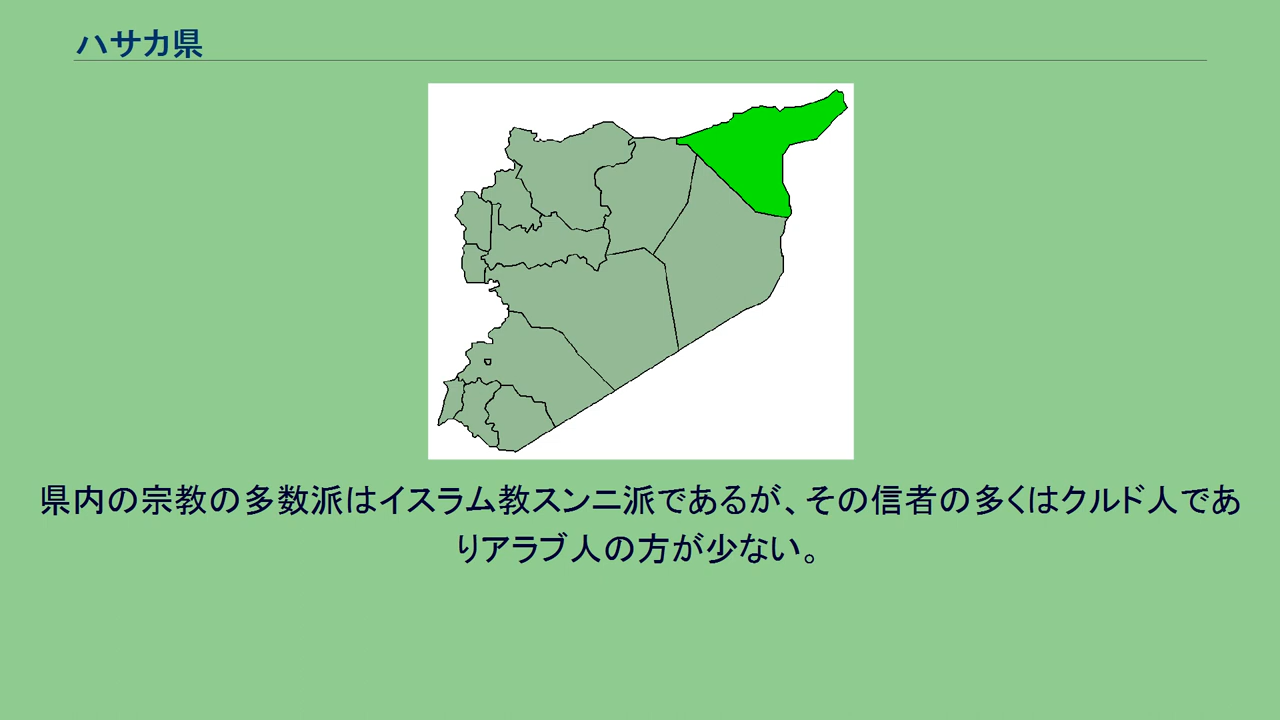 ハサカ県
県内の宗教の多数派はイスラム教スンニ派であるが、その信者の多くはクルド人であ
りアラブ人の方が少ない。